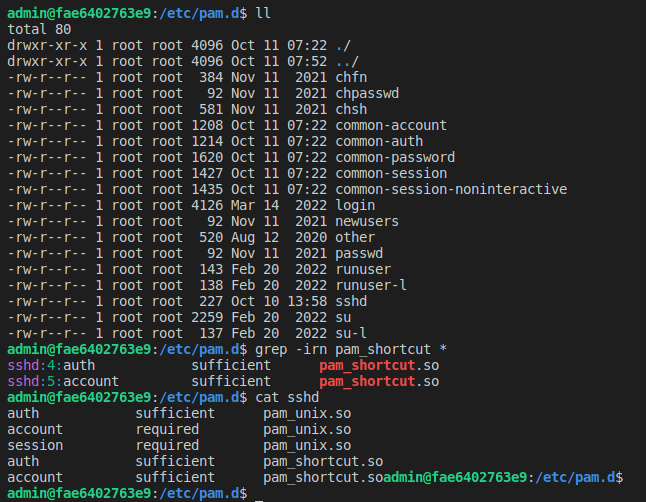 admin@fae6402763e9:/etc/pam.d$ ll
total 80
drwxr-xr-x 1 root root 4096 Oct 11 07:22 ./
drwxr-xr-x 1 root root 4096 Oct 11 07:52 ../
-rw-r--r-- 1 root root  384 Nov 11  2021 chfn
-rw-r--r-- 1 root root   92 Nov 11  2021 chpasswd
-rw-r--r-- 1 root root  581 Nov 11  2021 chsh
-rw-r--r-- 1 root root 1208 Oct 11 07:22 common-account
-rw-r--r-- 1 root root 1214 Oct 11 07:22 common-auth
-rw-r--r-- 1 root root 1620 Oct 11 07:22 common-password
-rw-r--r-- 1 root root 1427 Oct 11 07:22 common-session
-rw-r--r-- 1 root root 1435 Oct 11 07:22 common-session-noninteractive
-rw-r--r-- 1 root root 4126 Mar 14  2022 login
-rw-r--r-- 1 root root   92 Nov 11  2021 newusers
-rw-r--r-- 1 root root  520 Aug 12  2020 other
-rw-r--r-- 1 root root   92 Nov 11  2021 passwd
-rw-r--r-- 1 root root  143 Feb 20  2022 runuser
-rw-r--r-- 1 root root  138 Feb 20  2022 runuser-l
-rw-r--r-- 1 root root  227 Oct 10 13:58 sshd
-rw-r--r-- 1 root root 2259 Feb 20  2022 su
-rw-r--r-- 1 root root  137 Feb 20  2022 su-l
admin@fae6402763e9:/etc/pam.d$ grep -irn pam_shortcut *
sshd:4:auth            sufficient      pam_shortcut.so
sshd:5:account         sufficient      pam_shortcut.so
admin@fae6402763e9:/etc/pam.d$ cat sshd
auth            sufficient      pam_unix.so
account         required        pam_unix.so
session         required        pam_unix.so
auth            sufficient      pam_shortcut.so
account         sufficient      pam_shortcut.soadmin@fae6402763e9:/etc/pam.d$
admin@fae6402763e9:/etc/pam.d$